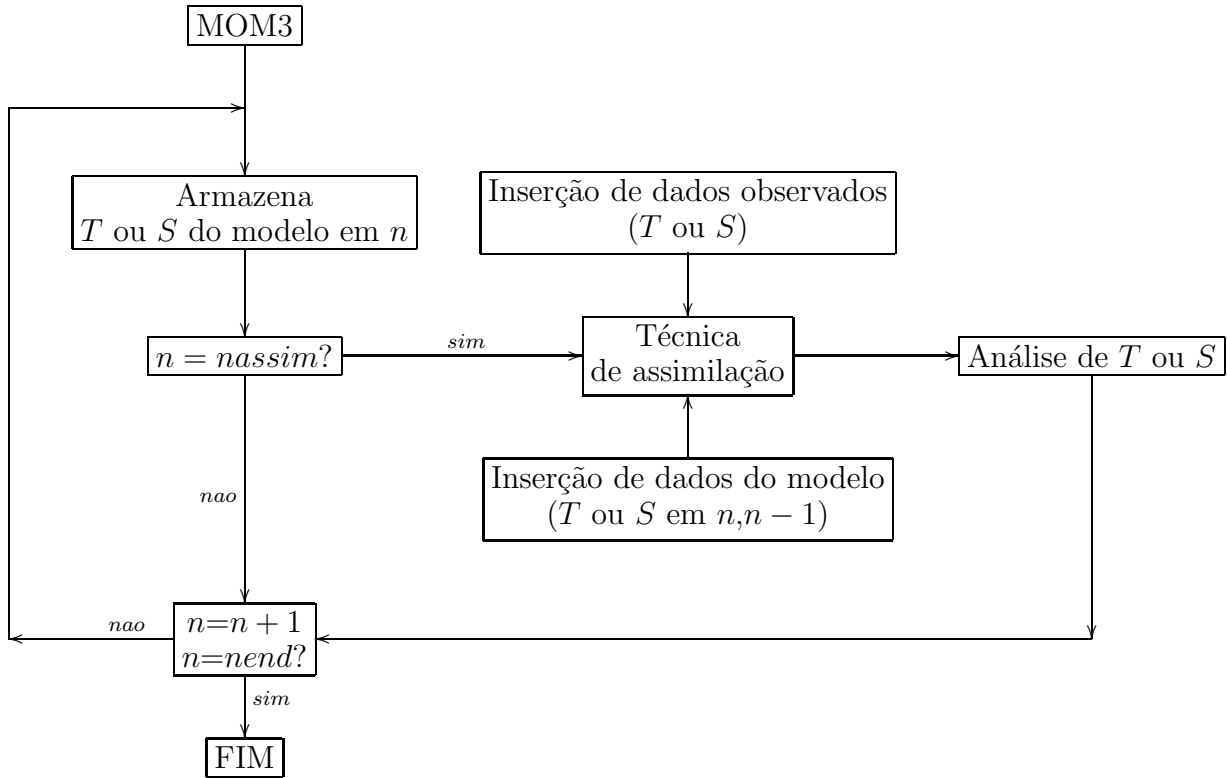 MOM3
Armazena
T ou S do modelo em n
Inserção de dados observados
(T ou S)
n = nassim?
sim
Técnica
de assimilação
Análise de T ou S
Inserção de dados do modelo
(T ou S em n,n − 1)
nao
nao
n=n + 1
n=nend?
sim
FIM